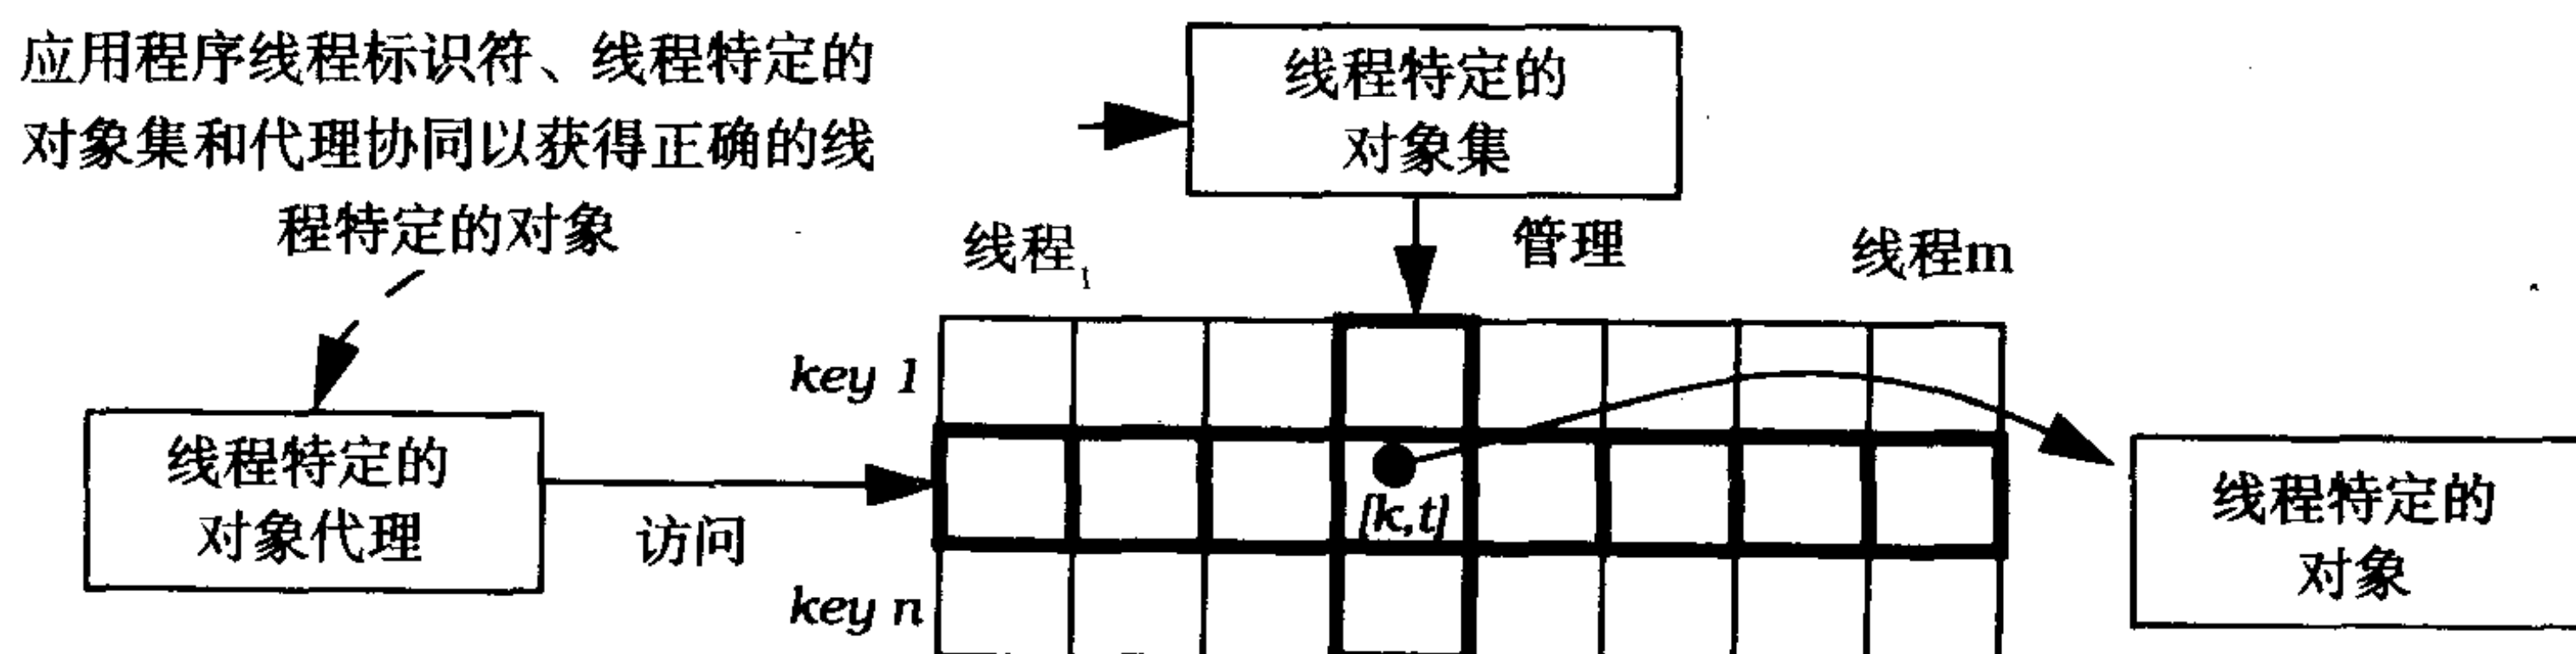 应用程序线程标识符、线程特定的
对象集和代理协同以获得正确的线
程特定的对象
线程特定的
对象集
线程1
管理
线程m
key 1
线程特定的
对象代理
访问
[k,t]
key n
线程特定的
对象